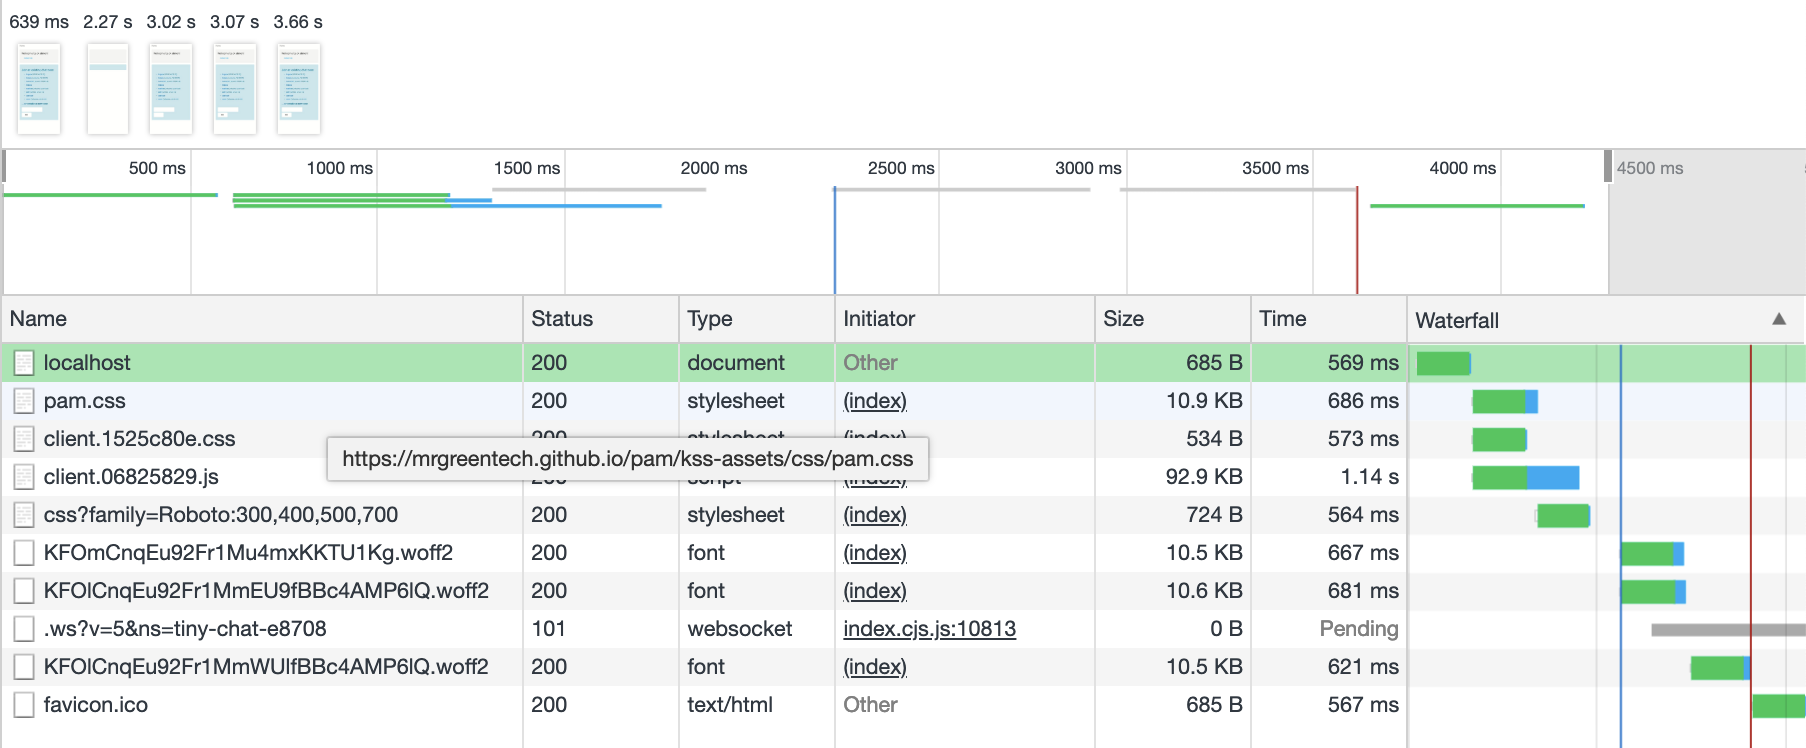 639 ms 2.27 s 3.02 s 3.07 s 3.66 s
500 ms 1000 ms 1500 ms 2000 ms 2500 ms 3000 ms 3500 ms 4000 ms 4500 ms
Name Status Type Initiator Size Time Waterfall ▲
localhost 200 document Other 685 B 569 ms
pam.css 200 stylesheet (index) 10.9 KB 686 ms
client.1525c80e.css 200 stylesheet (index) 534 B 573 ms
https://mrgreentech.github.io/pam/kss-assets/css/pam.css
client.06825829.js 200 script (index) 92.9 KB 1.14 s
css?family=Roboto:300,400,500,700 200 stylesheet (index) 724 B 564 ms
KFOmCnqEu92Fr1Mu4mxKKTU1Kg.woff2 200 font (index) 10.5 KB 667 ms
KFOlCnqEu92Fr1MmEU9fBBc4AMP6lQ.woff2 200 font (index) 10.6 KB 681 ms
.ws?v=5&ns=tiny-chat-e8708 101 websocket index.cjs.js:10813 0 B Pending
KFOlCnqEu92Fr1MmWUlfBBc4AMP6lQ.woff2 200 font (index) 10.5 KB 621 ms
favicon.ico 200 text/html Other 685 B 567 ms